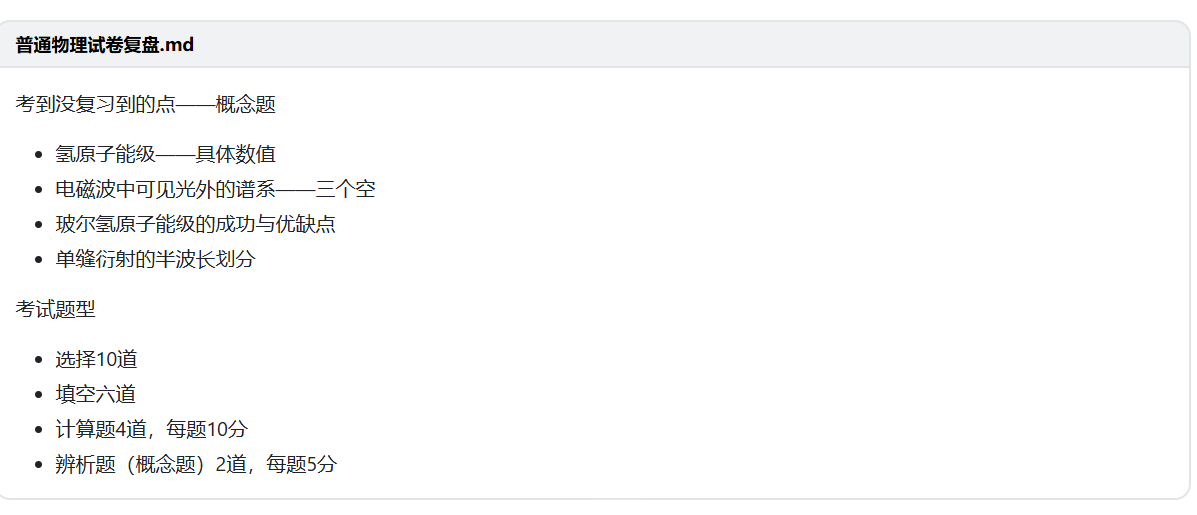 普通物理试卷复盘.md
考到没复习到的点——概念题
氢原子能级——具体数值
电磁波中可见光外的谱系——三个空
玻尔氢原子能级的成功与优缺点
单缝衍射的半波长划分
考试题型
选择10道
填空六道
计算题4道，每题10分
辨析题（概念题）2道，每题5分